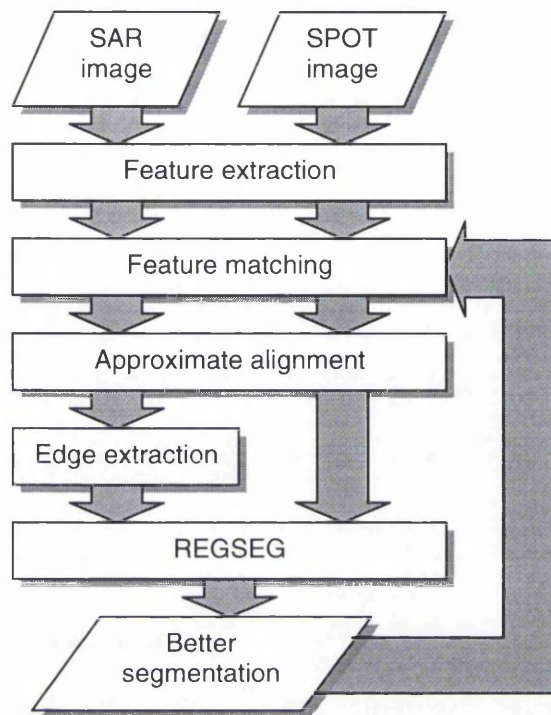 SAR
image
SPOT
image
Feature extraction
Feature matching
Approximate alignment
Edge extraction
REGSEG
Better
segmentation